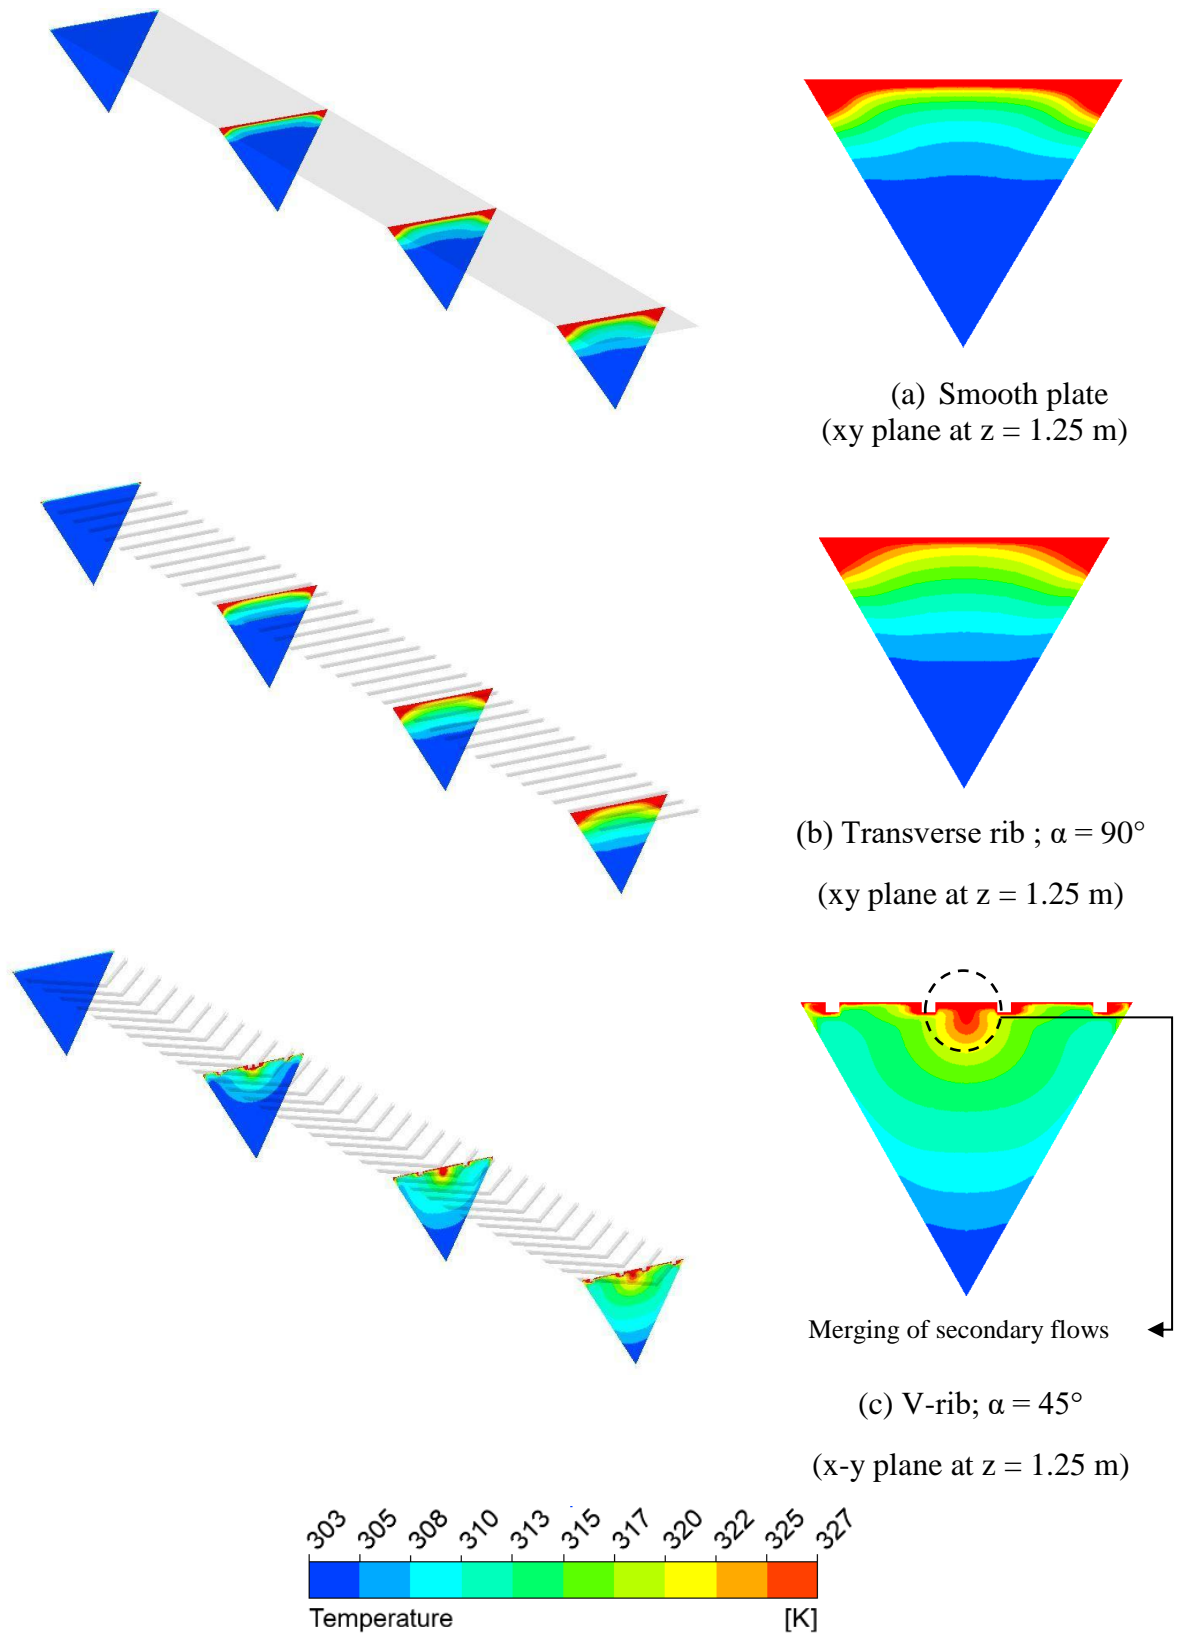 (a) Smooth plate
(xy plane at z = 1.25 m)
(b) Transverse rib ; α = 90°
(xy plane at z = 1.25 m)
Merging of secondary flows
(c) V-rib; α = 45°
(x-y plane at z = 1.25 m)
303 305 308 310 313 315 317 320 322 325 327
Temperature [K]